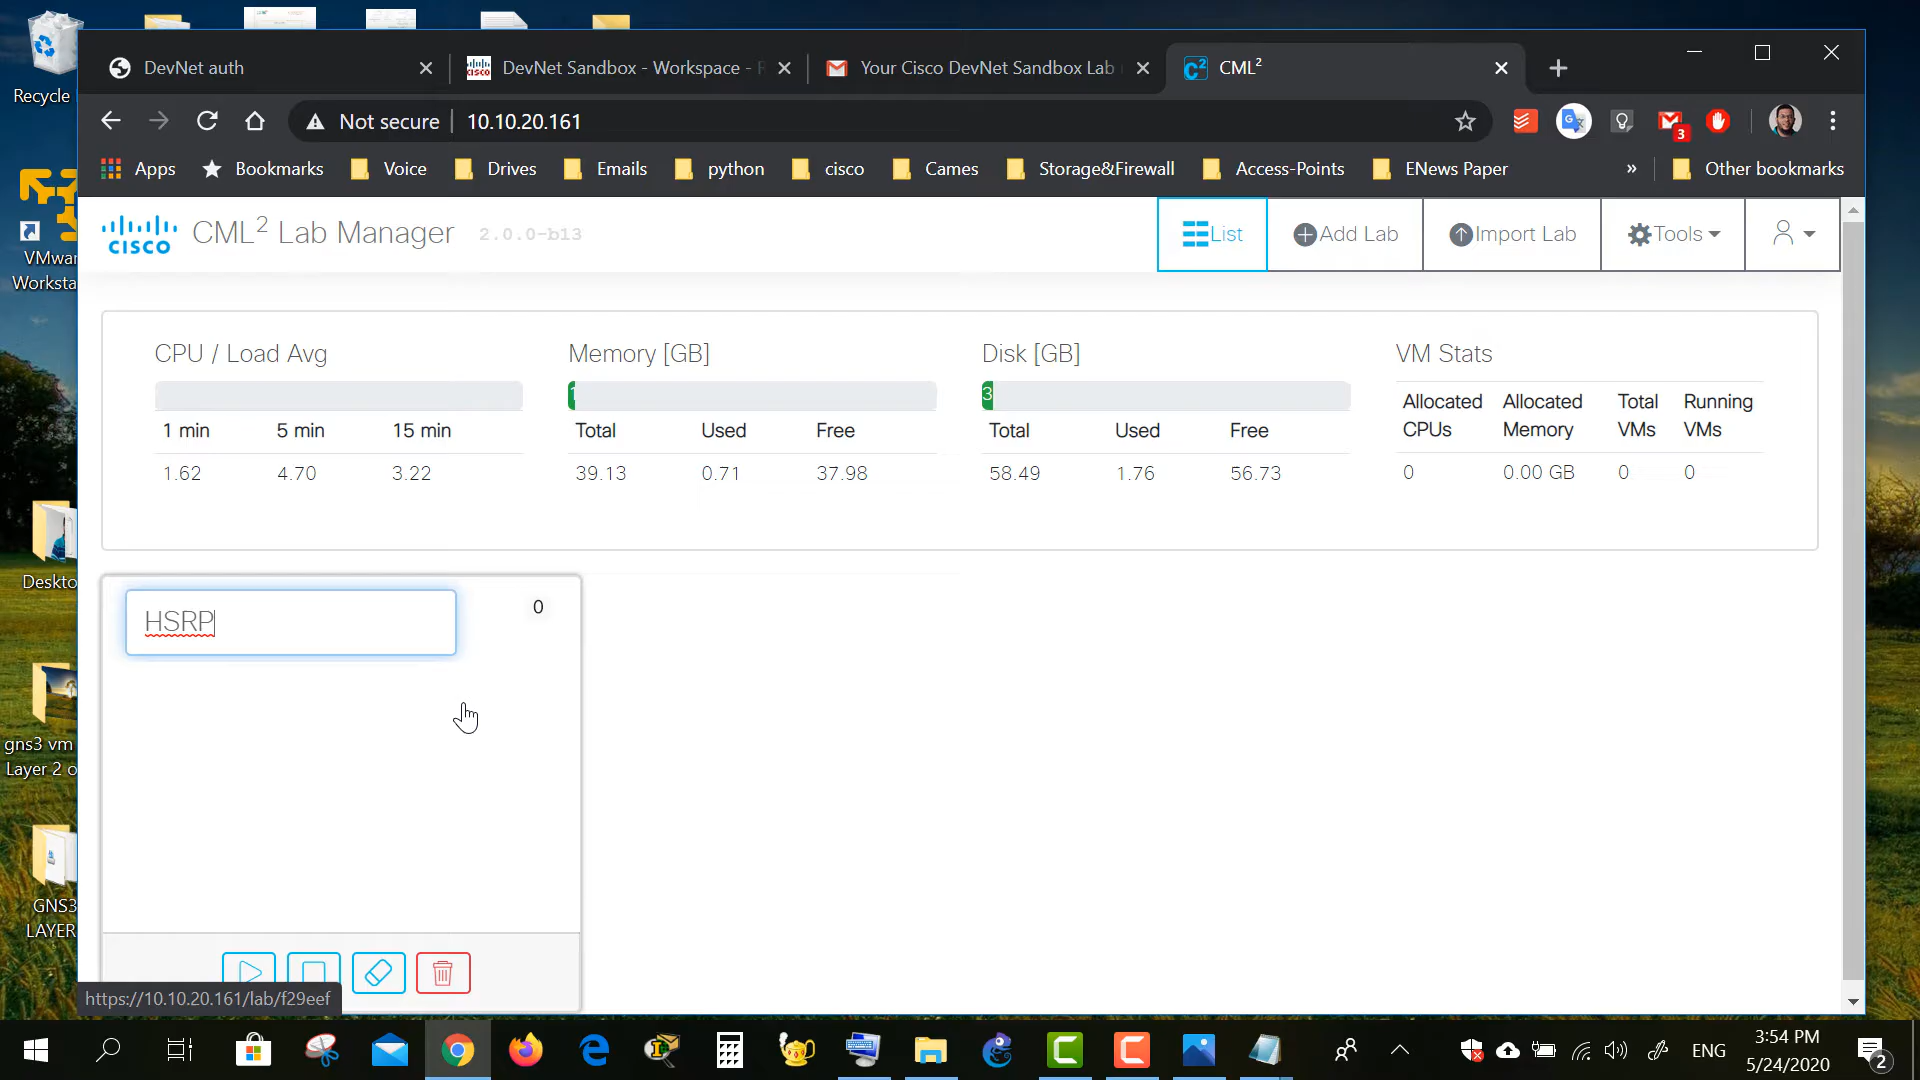 DevNet auth
DevNet Sandbox - Workspace -
Your Cisco DevNet Sandbox Lab
CML²
Recycle
Not secure
10.10.20.161
3
Apps
Bookmarks
Voice
Drives
Emails
python
cisco
Cames
Storage&Firewall
Access-Points
ENews Paper
»
Other bookmarks
CISCO
CML² Lab Manager
2.0.0-b13
List
Add Lab
Import Lab
Tools
VMwar
Worksta
CPU / Load Avg
1 min 5 min 15 min
1.62 4.70 3.22
Memory [GB]
1
Total Used Free
39.13 0.71 37.98
Disk [GB]
3
Total Used Free
58.49 1.76 56.73
VM Stats
Allocated CPUs Allocated Memory Total VMs Running VMs
0 0.00 GB 0 0
Deskto
HSRP
0
gns3 vm
Layer 2 o
GNS3
LAYER
https://10.10.20.161/lab/f29eef
ENG
3:54 PM
5/24/2020
2